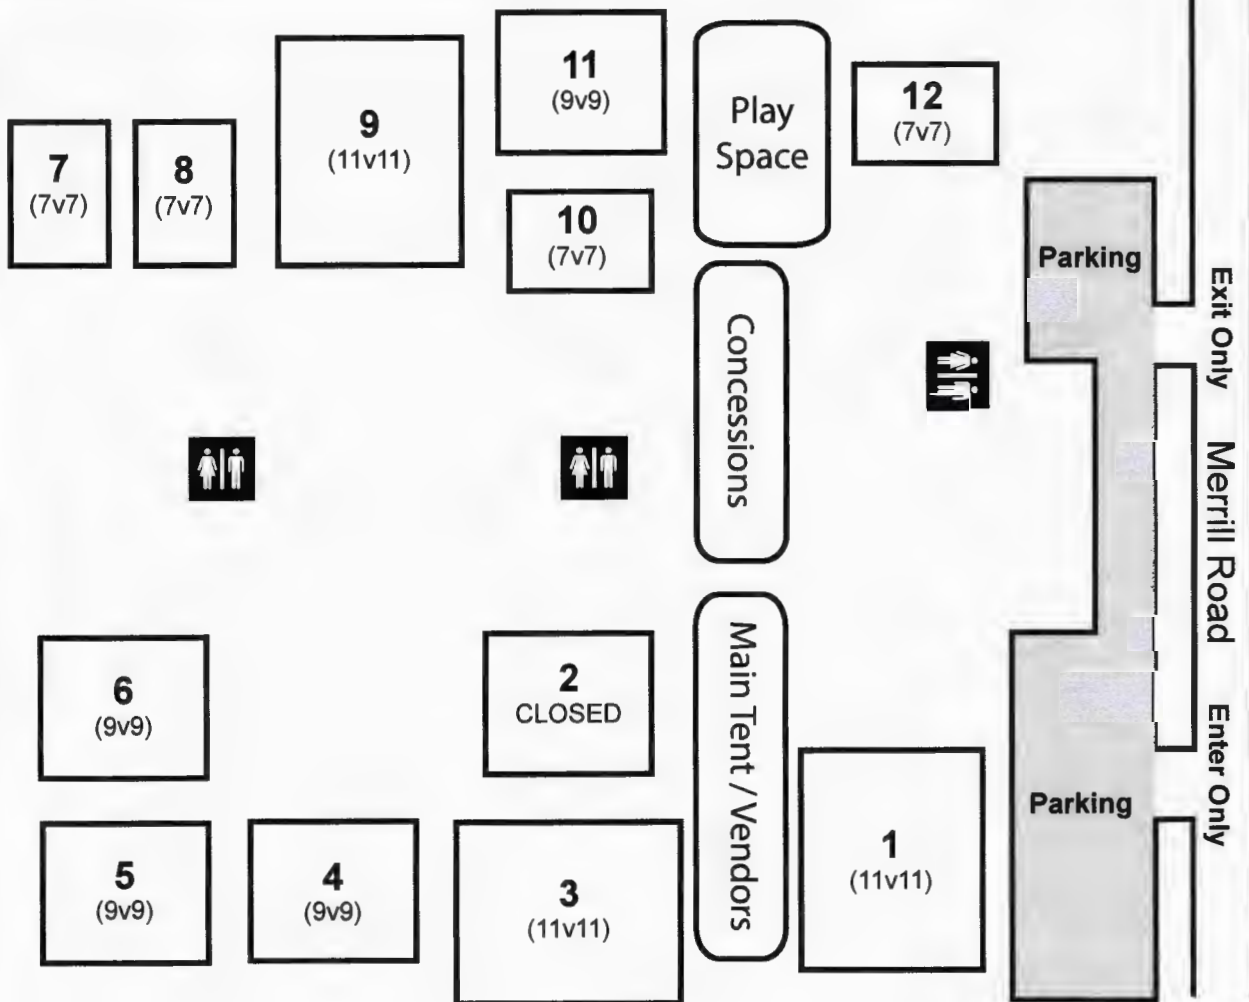 11
(9v9)
9
(11v11)
12
(7v7)
Play
Space
7
(7v7)
8
(7v7)
10
(7v7)
Parking
Exit Only
Concessions
Merrill Road
6
(9v9)
2
CLOSED
Main Tent / Vendors
Enter Only
Parking
5
(9v9)
4
(9v9)
3
(11v11)
1
(11v11)